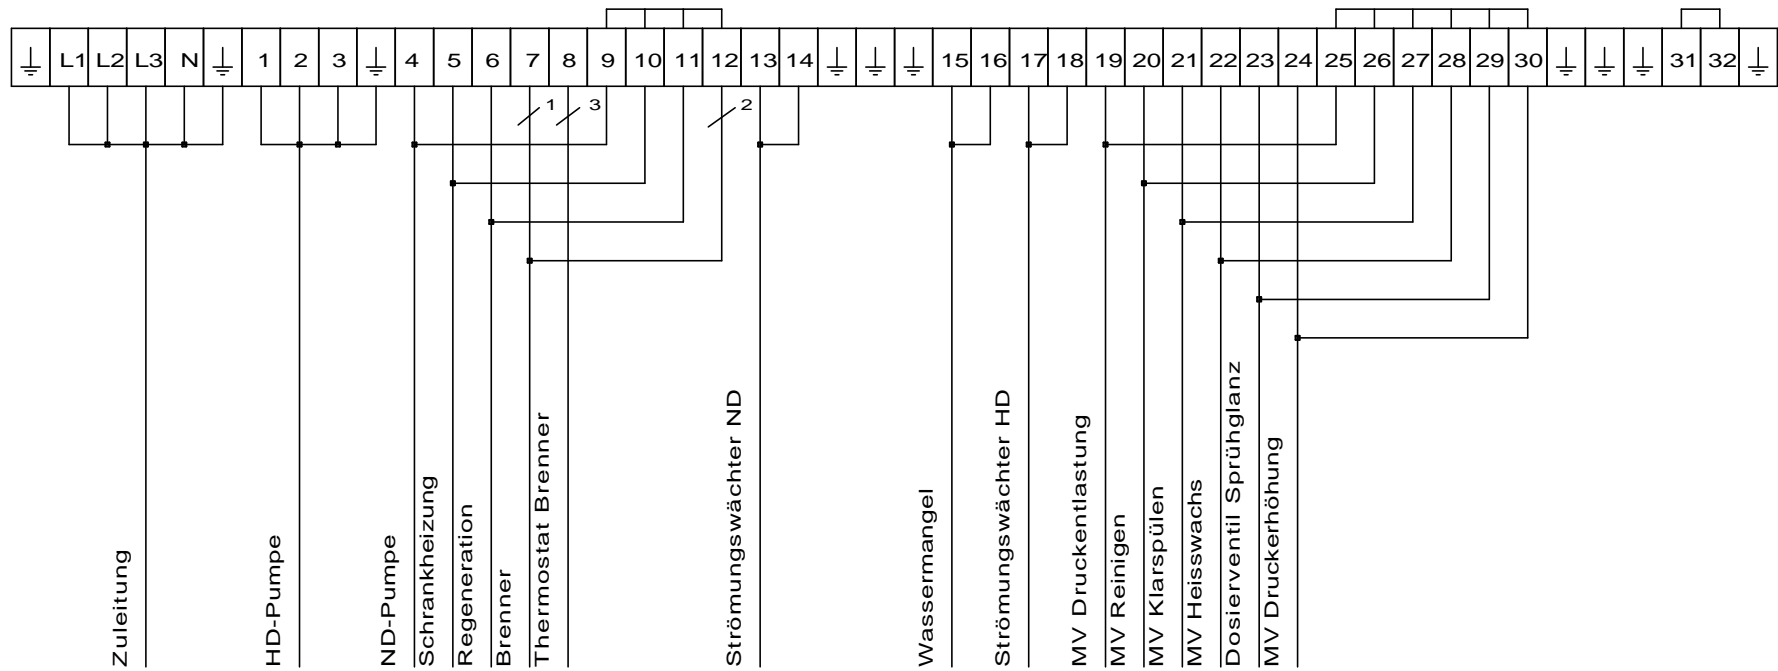 L1 L2 L3 N 1 2 3 4 5 6 7 8 9 10 11 12 13 14 15 16 17 18 19 20 21 22 23 24 25 26 27 28 29 30 31 32
1 3 2
Zuleitung
HD-Pumpe
ND-Pumpe
Schrankheizung
Regeneration
Brenner
Thermostat Brenner
Strömungswächter ND
Wassermangel
Strömungswächter HD
MV Druckentlastung
MV Reinigen
MV Klarspülen
MV Heisswachs
Dosierventil Sprühglanz
MV Druckerhöhung